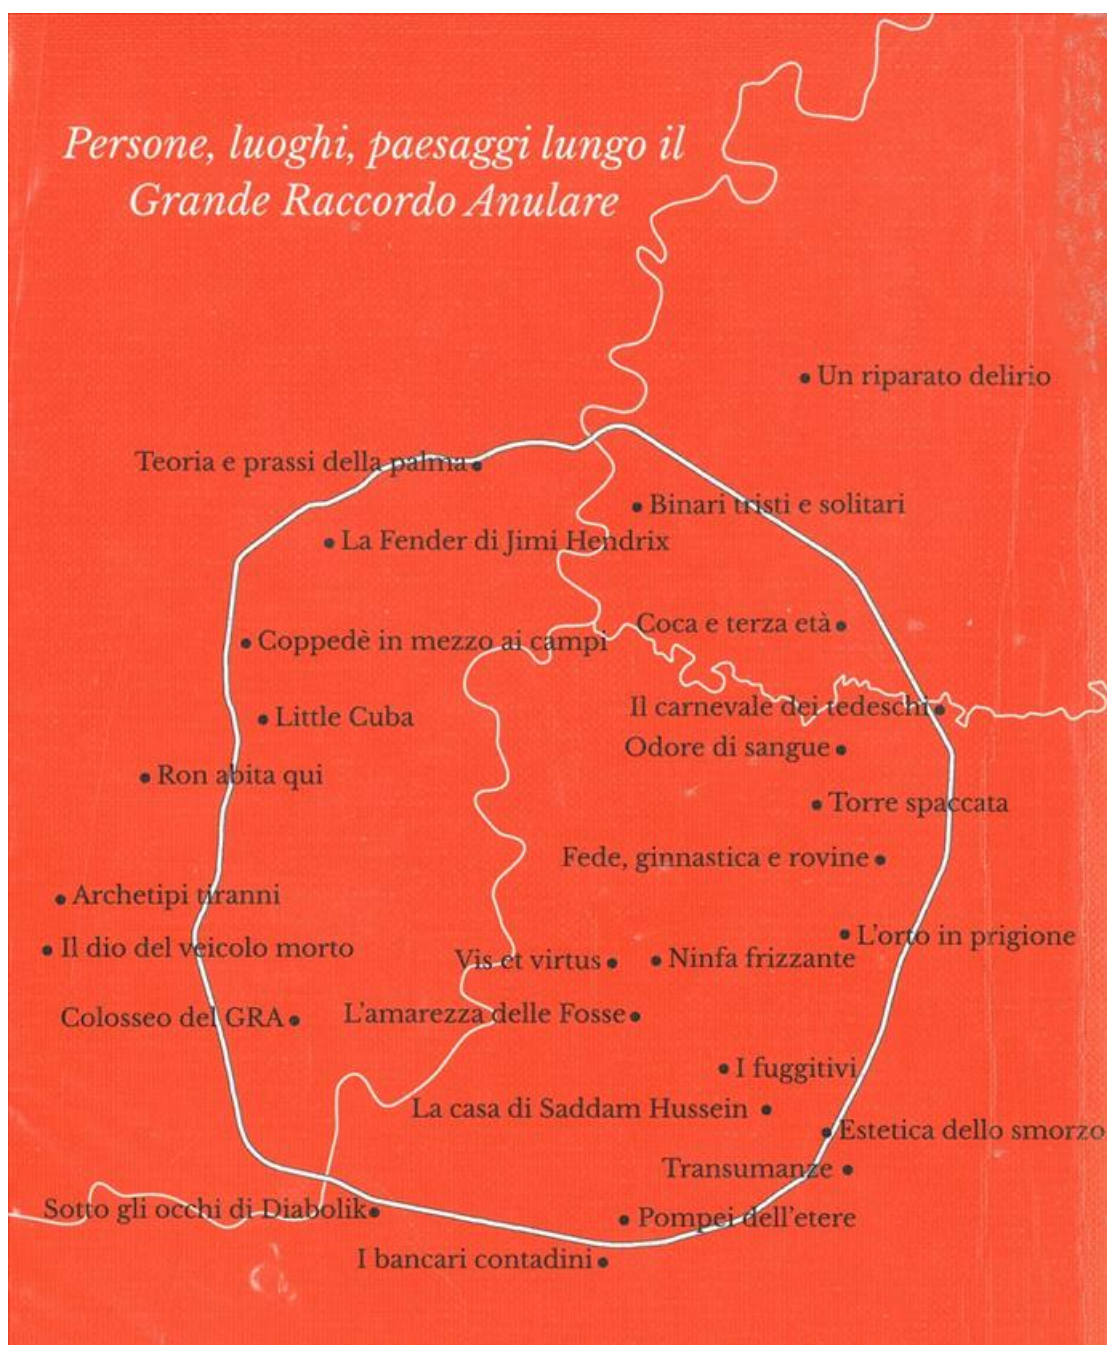 Persone, luoghi, paesaggi lungo il
Grande Raccordo Anulare
Un riparato delirio
Teoria e prassi della palma
Binari tristi e solitari
La Fender di Jimi Hendrix
Coca e terza età
Coppedè in mezzo ai campi
Il carnevale dei tedeschi
Little Cuba
Odore di sangue
Ron abita qui
Torre spaccata
Fede, ginnastica e rovine
Archetipi tiranni
L'orto in prigione
Il dio del veicolo morto
Vis et virtus
Ninfa frizzante
Colosseo del GRA
L'amarezza delle Fosse
I fuggitivi
La casa di Saddam Hussein
Estetica dello smorzo
Transumanze
Sotto gli occhi di Diabolik
Pompei dell'etere
I bancari contadini